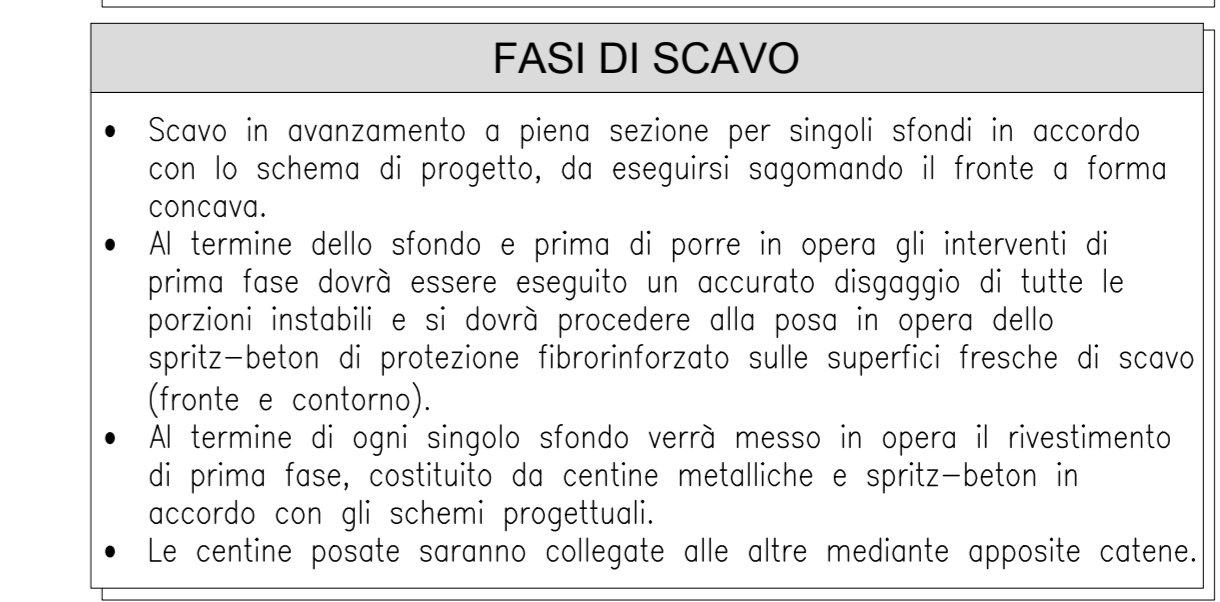 FASI DI SCAVO
• Scavo in avanzamento a piena sezione per singoli sfondi in accordo
con lo schema di progetto, da eseguirsi sagomando il fronte a forma
concava.
• Al termine dello sfondo e prima di porre in opera gli interventi di
prima fase dovrà essere eseguito un accurato disgaggio di tutte le
porzioni instabili e si dovrà procedere alla posa in opera dello
spritz-beton di protezione fibrorinforzato sulle superfici fresche di scavo
(fronte e contorno).
• Al termine di ogni singolo sfondo verrà messo in opera il rivestimento
di prima fase, costituito da centine metalliche e spritz-beton in
accordo con gli schemi progettuali.
• Le centine posate saranno collegate alle altre mediante apposite catene.